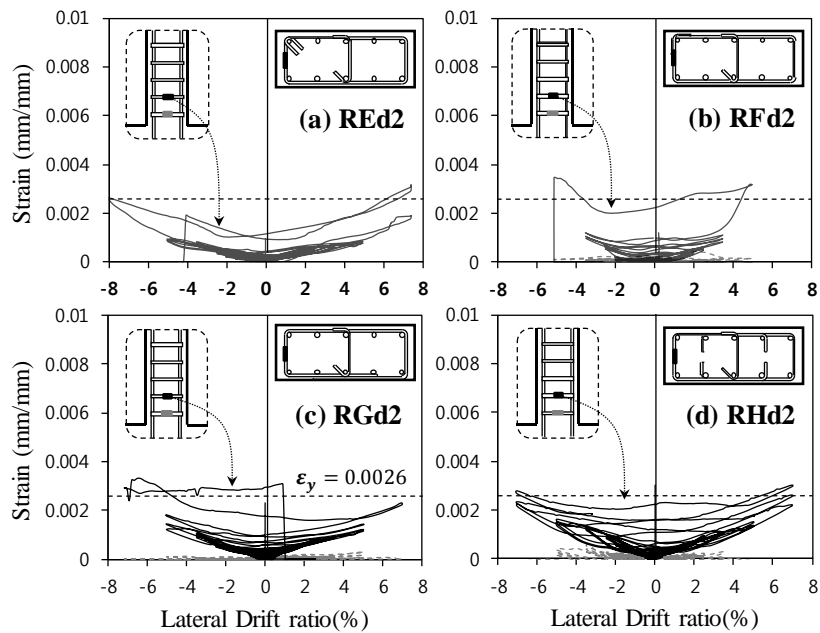 0.01
0.008
0.006
0.004
0.002
0
(a) REd2
-8 -6 -4 -2 0 2 4 6 8
Strain (mm/mm)
0.01
0.008
0.006
0.004
0.002
0
(b) RFd2
-8 -6 -4 -2 0 2 4 6 8
0.01
0.008
0.006
0.004
0.002
0
(c) RGd2
εy = 0.0026
-8 -6 -4 -2 0 2 4 6 8
Strain (mm/mm)
Lateral Drift ratio(%)
0.01
0.008
0.006
0.004
0.002
0
(d) RHd2
-8 -6 -4 -2 0 2 4 6 8
Lateral Drift ratio(%)